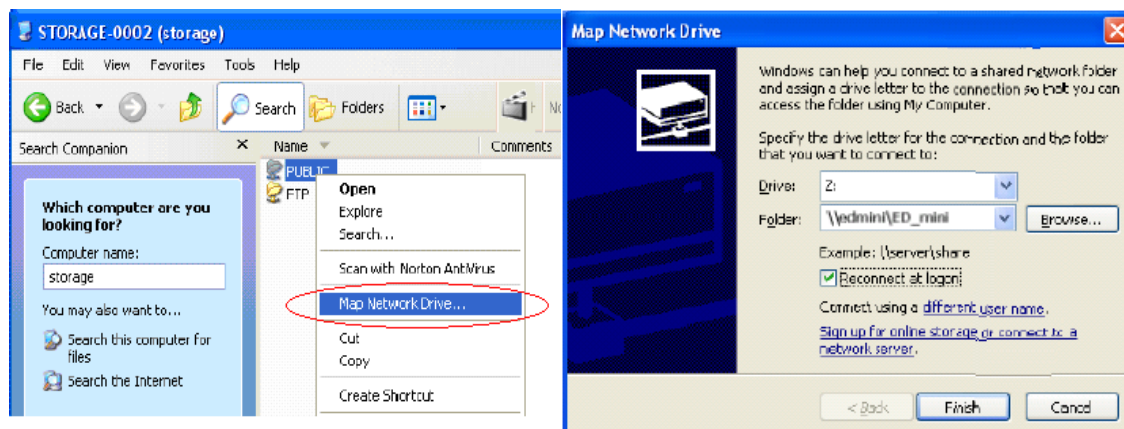 STORAGE-0002 (storage)
File Edit View Favorites Tools Help
Back Search Folders
Search Companion
Name Comments
PUBLIC
FTP
Which computer are you
looking for?
Computer name:
storage
You may also want to...
Search this computer for
files
Search the Internet
Open
Explore
Search...
Scan with Norton AntiVirus
Map Network Drive...
Cut
Copy
Create Shortcut
Map Network Drive
Windows can help you connect to a shared network folder
and assign a drive letter to the connection so that you can
access the folder using My Computer.
Specify the drive letter for the connection and the folder
that you want to connect to:
Drive: Z:
Folder: \\edmini\ED_mini Browse...
Example: \\server\share
Reconnect at logon
Connect using a different user name.
Sign up for online storage or connect to a
network server.
< Back Finish Cancel